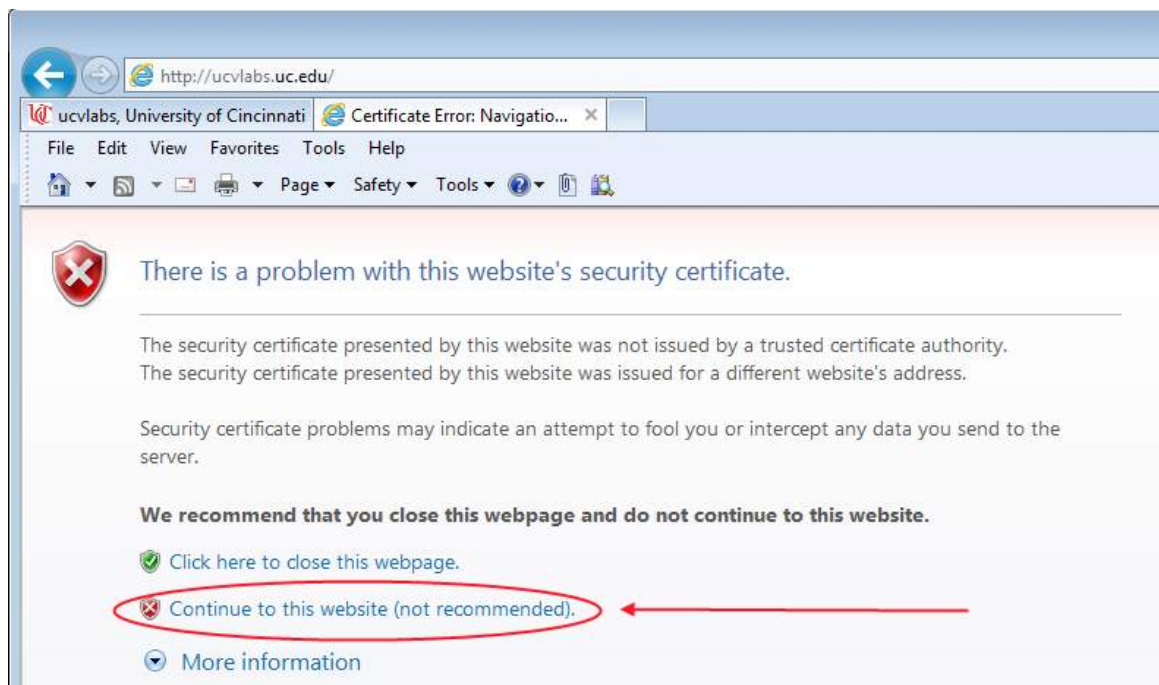 http://ucvlabs.uc.edu/
ucvlabs, University of Cincinnati Certificate Error: Navigatio...
File Edit View Favorites Tools Help
Page Safety Tools
There is a problem with this website's security certificate.
The security certificate presented by this website was not issued by a trusted certificate authority.
The security certificate presented by this website was issued for a different website's address.
Security certificate problems may indicate an attempt to fool you or intercept any data you send to the
server.
We recommend that you close this webpage and do not continue to this website.
Click here to close this webpage.
Continue to this website (not recommended).
More information